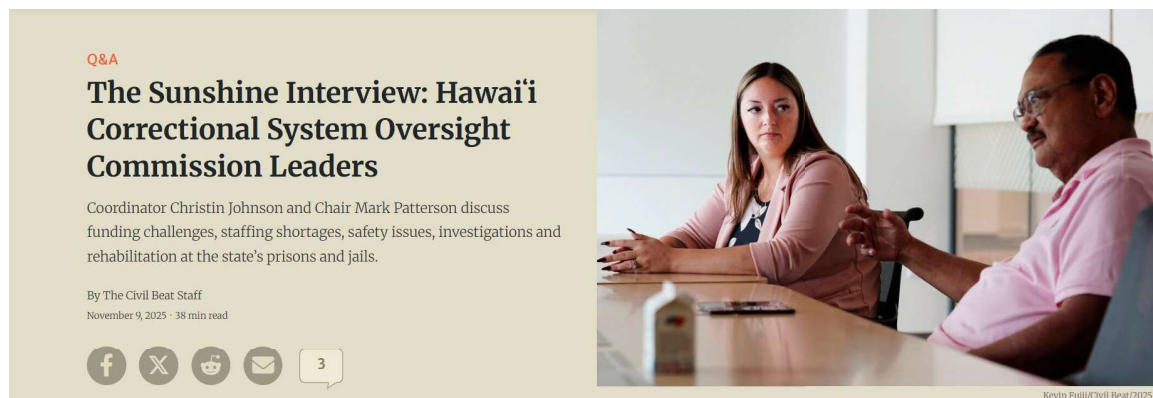 Q&A
The Sunshine Interview: Hawaiʻi
Correctional System Oversight
Commission Leaders
Coordinator Christin Johnson and Chair Mark Patterson discuss
funding challenges, staffing shortages, safety issues, investigations and
rehabilitation at the state’s prisons and jails.
By The Civil Beat Staff
November 9, 2025 · 38 min read
3
Kevin Fujii/Civil Beat/2025